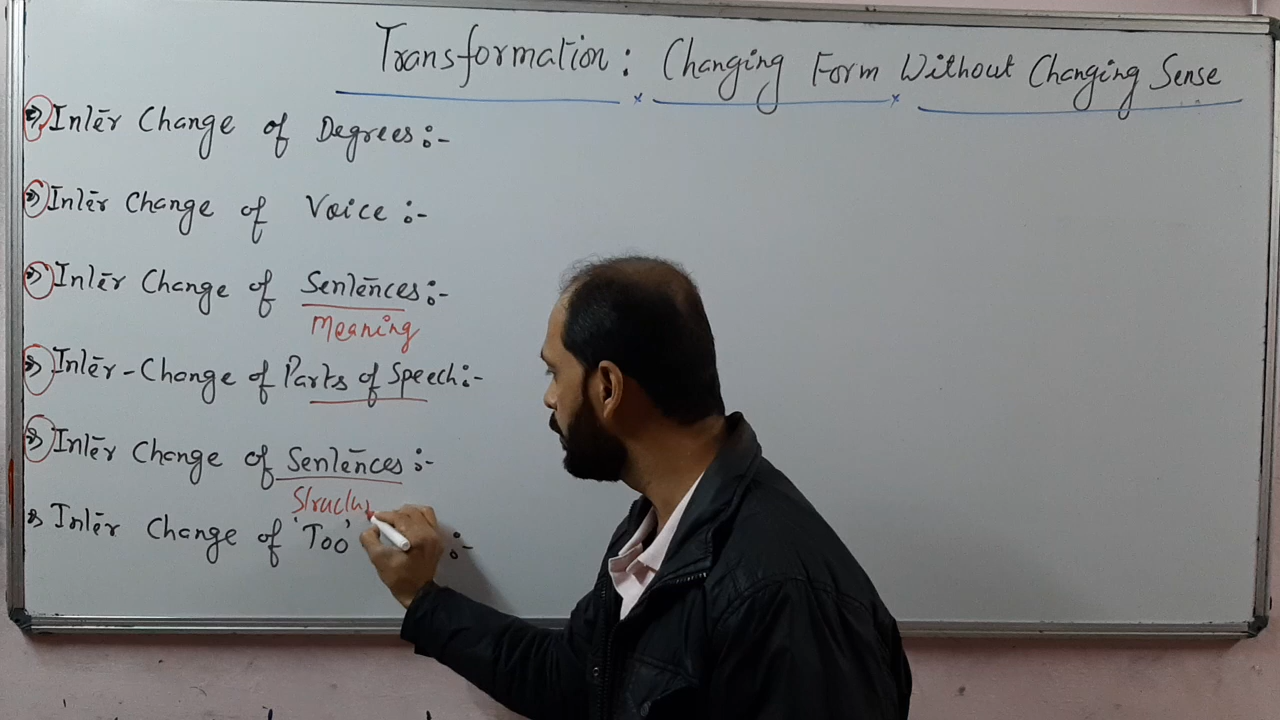 Transformation: Changing Form Without Changing Sense
Inter Change of Degrees:-
Inter Change of Voice:-
Inter Change of Sentences:-
Meaning
Inter-Change of Parts of Speech:-
Inter Change of Sentences:-
Structu
Inter Change of 'Too' :-